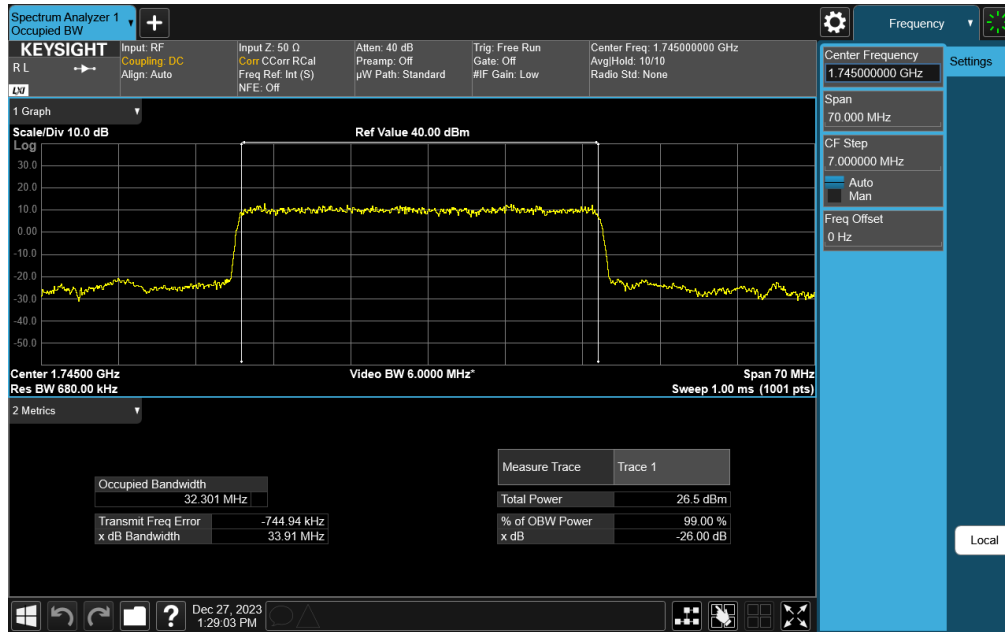 Spectrum Analyzer 1
Occupied BW
Frequency
KEYSIGHT
RL
LXI
Input: RF
Coupling: DC
Align: Auto
Input Z: 50 Ω
Corr CCorr RCal
Freq Ref: Int (S)
NFE: Off
Atten: 40 dB
Preamp: Off
µW Path: Standard
Trig: Free Run
Gate: Off
#IF Gain: Low
Center Freq: 1.745000000 GHz
Avg|Hold: 10/10
Radio Std: None
Center Frequency
1.745000000 GHz
Settings
Span
70.000 MHz
CF Step
7.000000 MHz
Auto
Man
Freq Offset
0 Hz
1 Graph
Scale/Div 10.0 dB
Ref Value 40.00 dBm
Log
30.0
20.0
10.0
0.00
-10.0
-20.0
-30.0
-40.0
-50.0
Center 1.74500 GHz
Video BW 6.0000 MHz*
Span 70 MHz
Res BW 680.00 kHz
Sweep 1.00 ms (1001 pts)
2 Metrics
Measure Trace Trace 1
Occupied Bandwidth
32.301 MHz
Total Power 26.5 dBm
Transmit Freq Error -744.94 kHz
% of OBW Power 99.00 %
x dB Bandwidth 33.91 MHz
x dB -26.00 dB
Local
?
Dec 27, 2023
1:29:03 PM